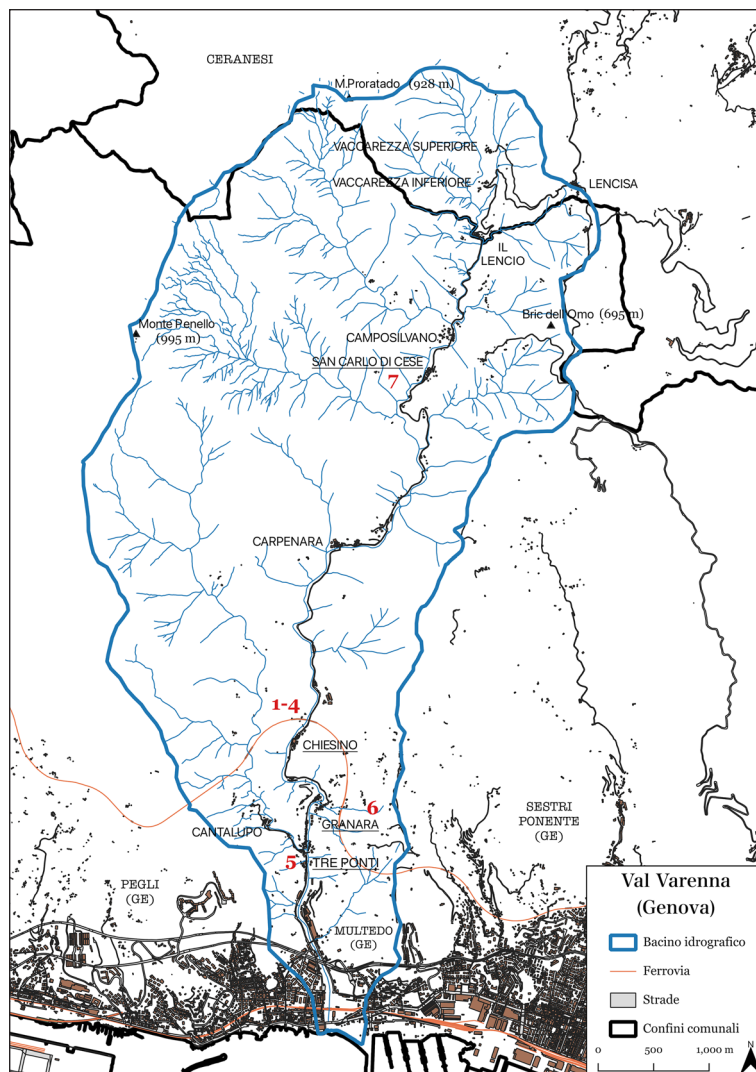 CERANESI
M.Proratado (928 m)
VACCAREZZA SUPERIORE
VACCAREZZA INFERIORE
LENCISA
IL
LENCIO
Bric dell'Omo (695 m)
Monte Penello
(995 m)
CAMPOSILVANO
SAN CARLO DI CESE
7
CARPENARA
1-4
CHIESINO
6
GRANARA
SESTRI
PONENTE
(GE)
CANTALUPO
5
TRE PONTI
PEGLI
(GE)
MULTEDO
(GE)
Val Varenna
(Genova)
Bacino idrografico
Ferrovia
Strade
Confini comunali
N
0 500 1,000 m